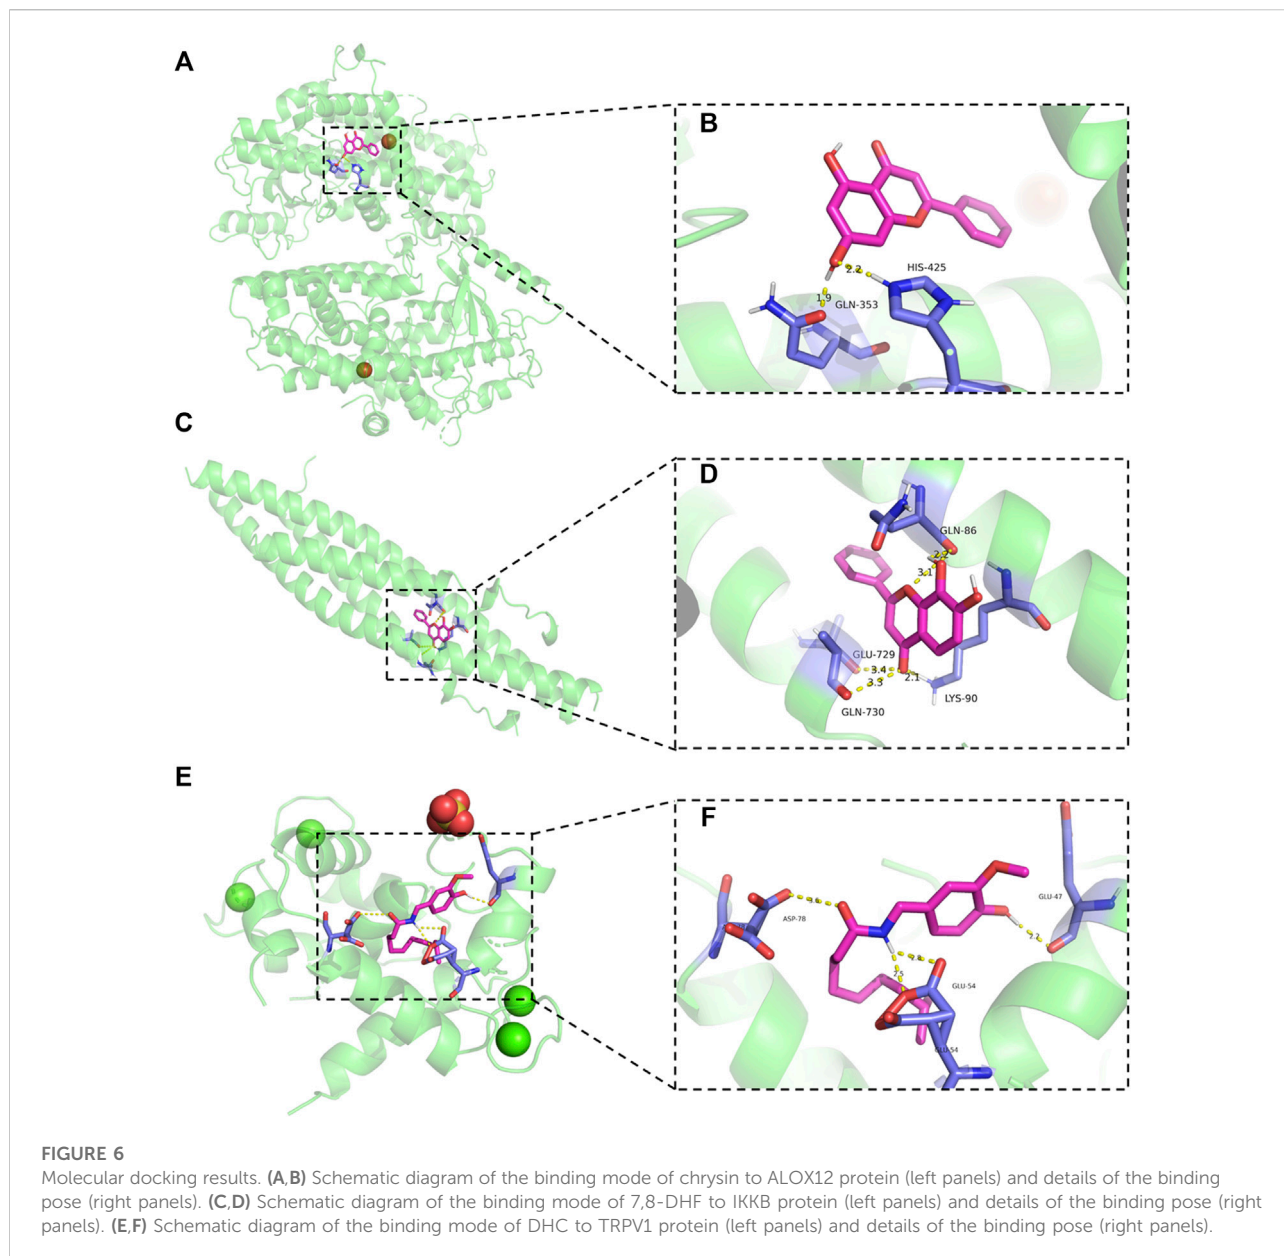 A
B
HIS-425
2.2
1.9
GLN-353
C
D
GLN-86
2.2
3.1
GLU-729
3.4
2.1
3.3
LYS-90
GLN-730
E
F
GLU-47
ASP-78
2.2
2.5
GLU-54
GLU-54
FIGURE 6
Molecular docking results. (A,B) Schematic diagram of the binding mode of chrysin to ALOX12 protein (left panels) and details of the binding
pose (right panels). (C,D) Schematic diagram of the binding mode of 7,8-DHF to IKKB protein (left panels) and details of the binding pose (right
panels). (E,F) Schematic diagram of the binding mode of DHC to TRPV1 protein (left panels) and details of the binding pose (right panels).